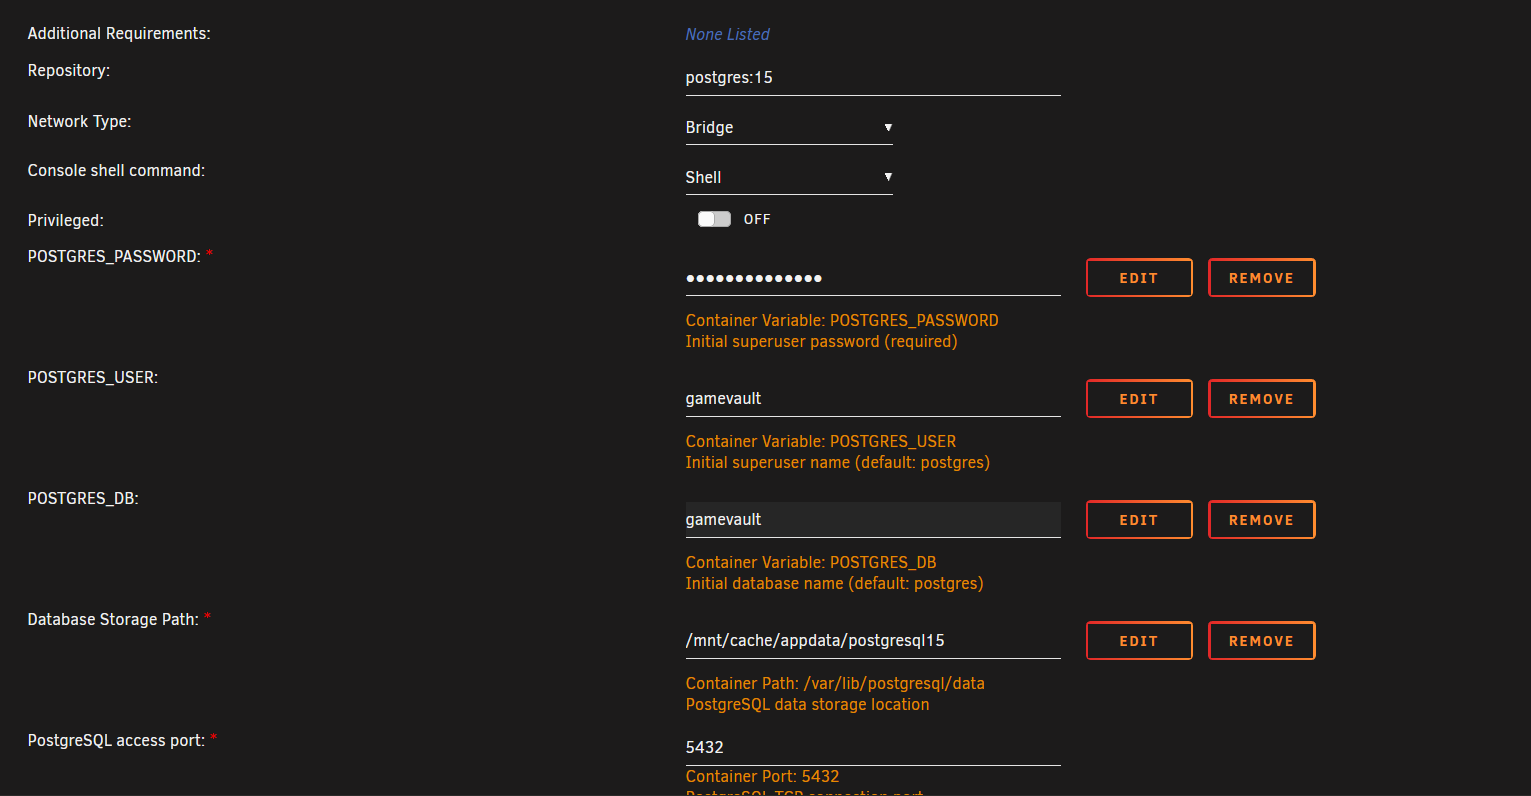 Additional Requirements: None Listed
Repository: postgres:15
Network Type: Bridge
Console shell command: Shell
Privileged: OFF
POSTGRES_PASSWORD: *
●●●●●●●●●●●●●● EDIT REMOVE
Container Variable: POSTGRES_PASSWORD
Initial superuser password (required)
POSTGRES_USER:
gamevault EDIT REMOVE
Container Variable: POSTGRES_USER
Initial superuser name (default: postgres)
POSTGRES_DB:
gamevault EDIT REMOVE
Container Variable: POSTGRES_DB
Initial database name (default: postgres)
Database Storage Path: *
/mnt/cache/appdata/postgresql15 EDIT REMOVE
Container Path: /var/lib/postgresql/data
PostgreSQL data storage location
PostgreSQL access port: *
5432
Container Port: 5432
PostgreSQL TCP connection port